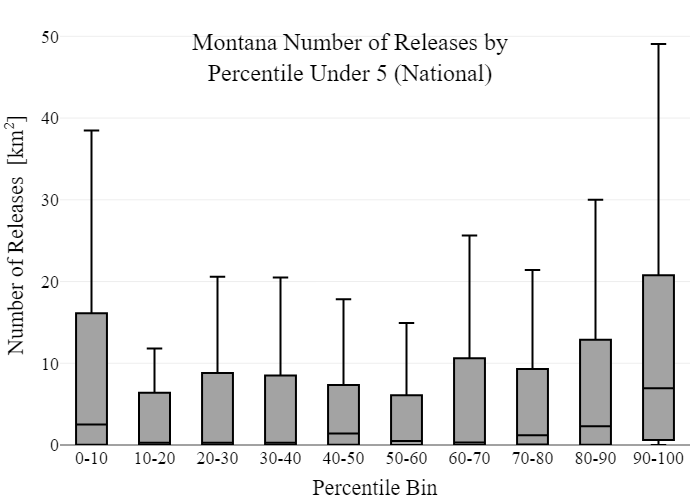 Montana Number of Releases by
Percentile Under 5 (National)
Number of Releases [km²]
50
40
30
20
10
0
0-10 10-20 20-30 30-40 40-50 50-60 60-70 70-80 80-90 90-100
Percentile Bin